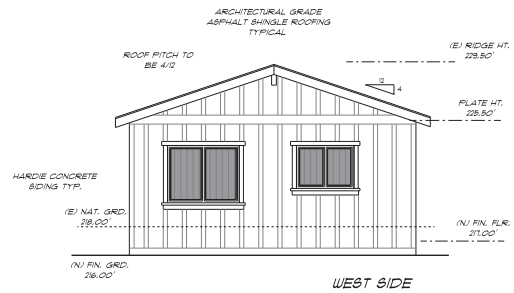 ARCHITECTURAL GRADE
ASPHALT SHINGLE ROOFING
TYPICAL
ROOF PITCH TO
BE 4/12
(E) RIDGE HT.
229.50'
12
4
PLATE HT.
225.50'
HARDIE CONCRETE
SIDING TYP.
(E) NAT. GRD.
218.00'
(N) FIN. FLR.
217.00'
(N) FIN. GRD.
216.00'
WEST SIDE